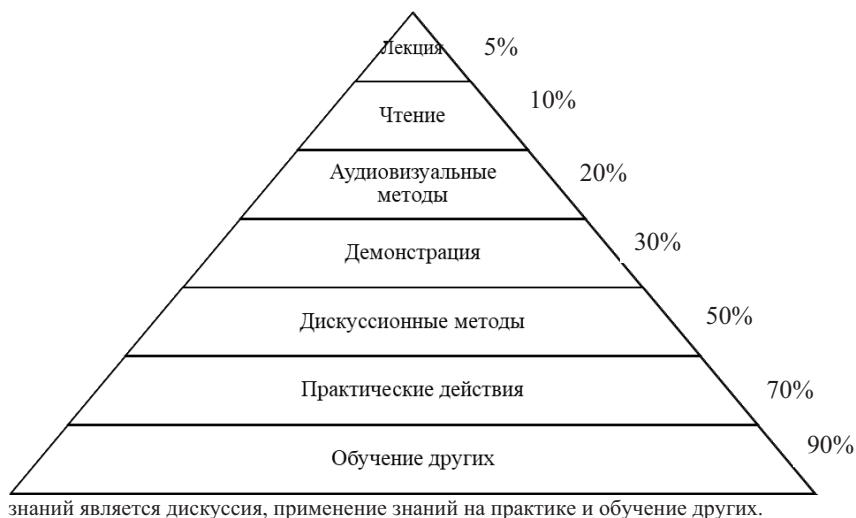 Лекция 5%
10%
Чтение
Аудиовизуальные
методы
20%
30%
Демонстрация
50%
Дискуссионные методы
70%
Практические действия
90%
Обучение других
знаний является дискуссия, применение знаний на практике и обучение других.